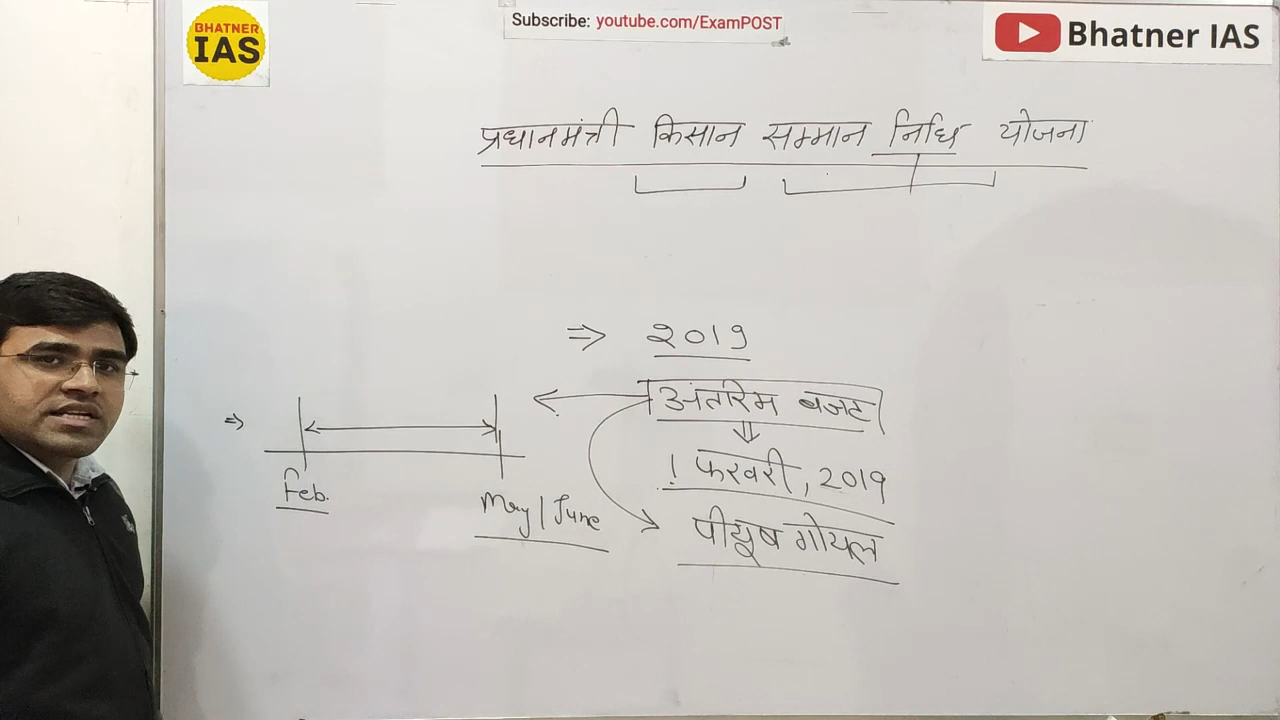 BHATNER
IAS
Subscribe: youtube.com/ExamPOST
Bhatner IAS
प्रधानमंत्री किसान सम्मान निधि योजना
⇒ २०१९
अंतरिम बजट
1 फरवरी, 2019
पीयूष गोयल
⇒
Feb.
May/June